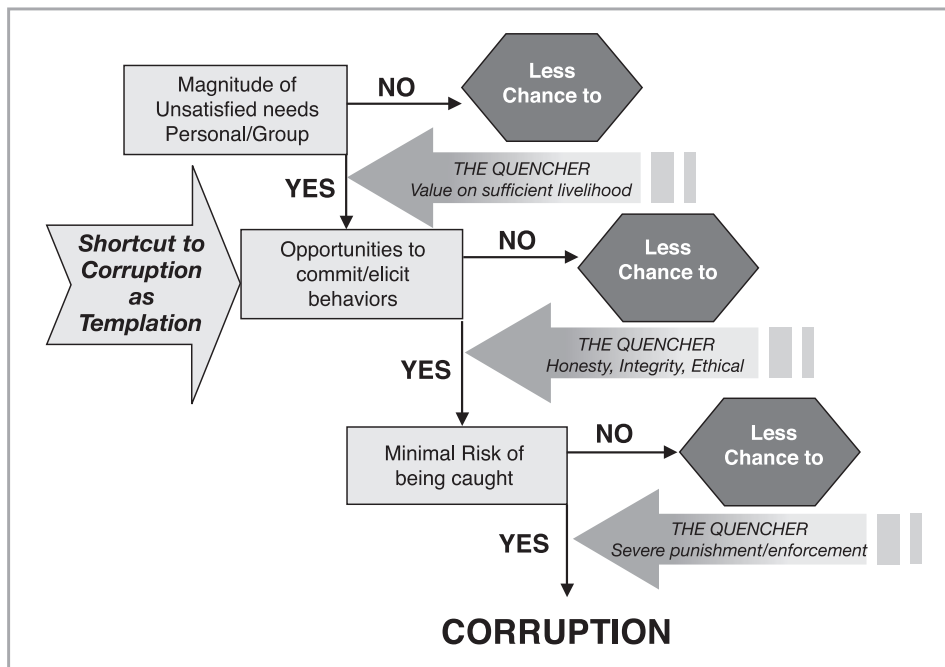 Magnitude of
Unsatisfied needs
Personal/Group
NO
Less
Chance to
YES
THE QUENCHER
Value on sufficient livelihood
Shortcut to
Corruption
as
Templation
Opportunities to
commit/elicit
behaviors
NO
Less
Chance to
YES
THE QUENCHER
Honesty, Integrity, Ethical
Minimal Risk of
being caught
NO
Less
Chance to
YES
THE QUENCHER
Severe punishment/enforcement
CORRUPTION